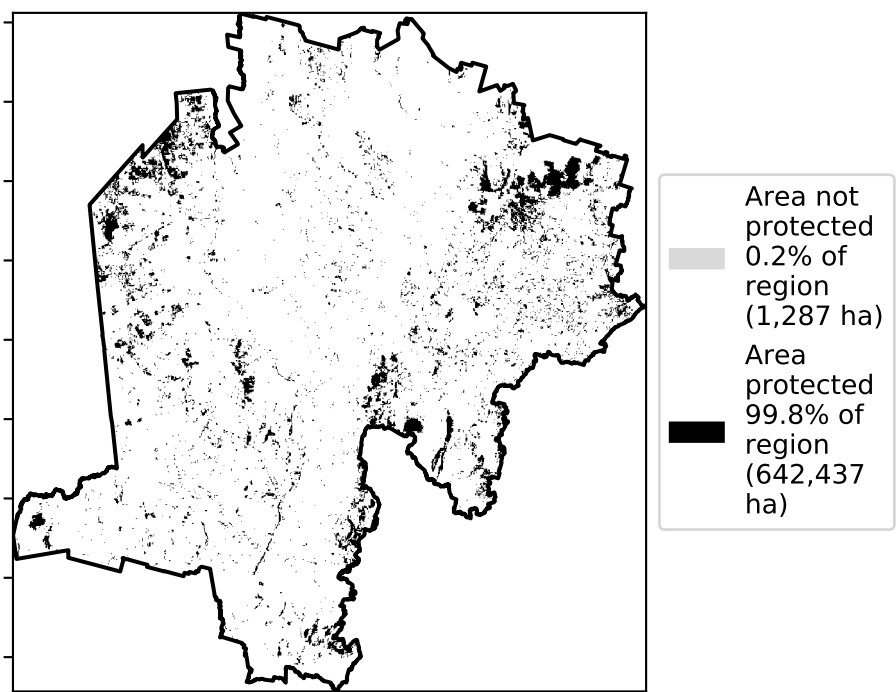 Area not
protected
0.2% of
region
(1,287 ha)
Area
protected
99.8% of
region
(642,437
ha)